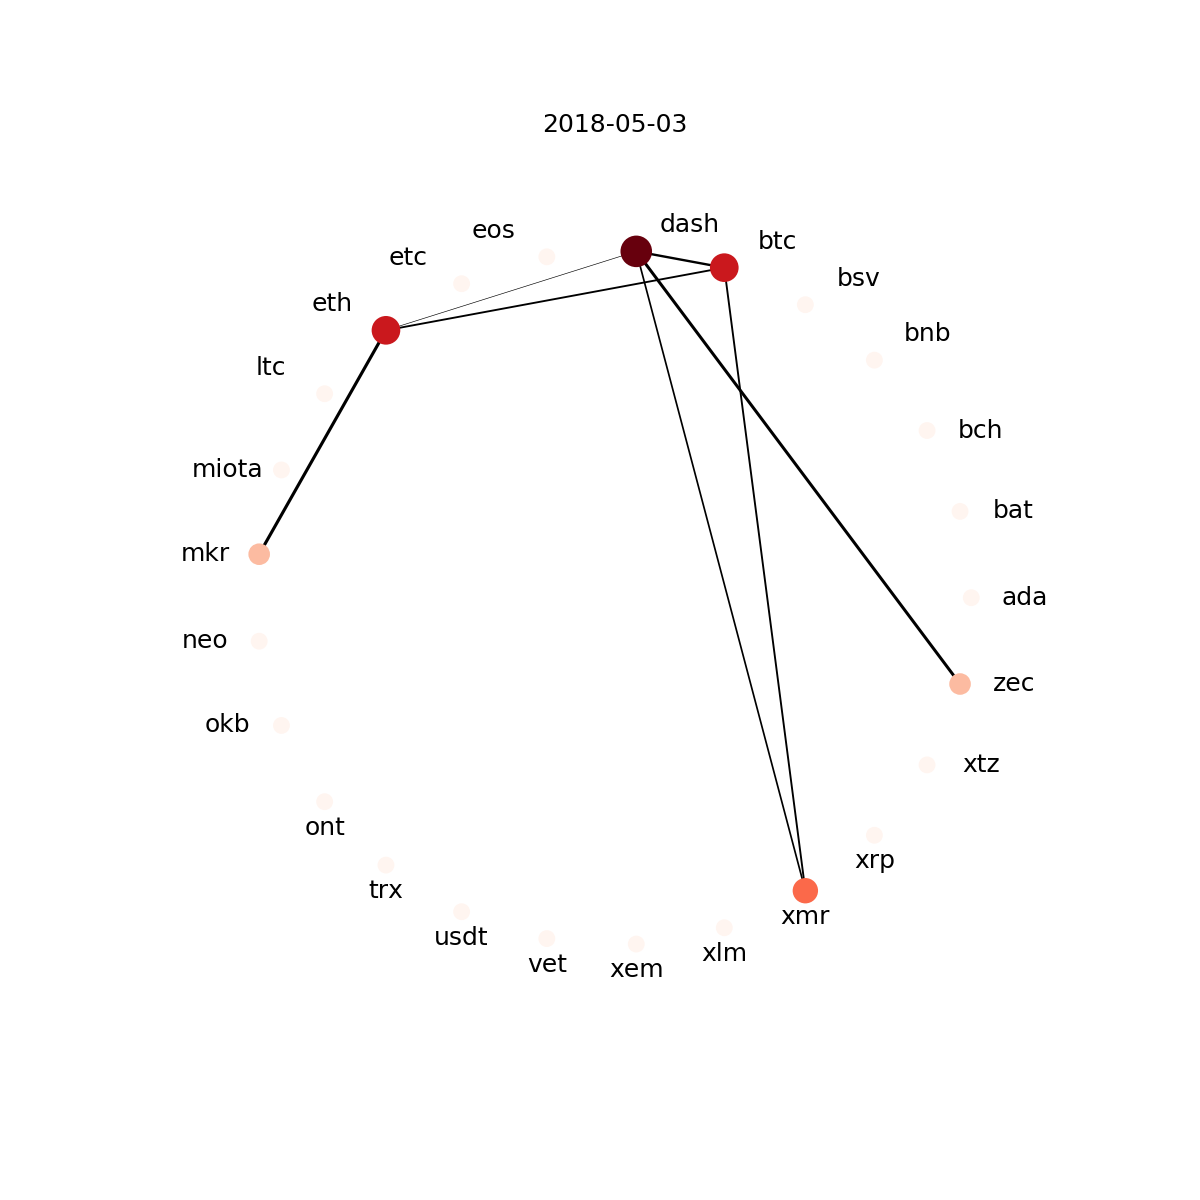 2018-05-03
dash
eos
btc
etc
bsv
eth
bnb
ltc
bch
miota
bat
mkr
ada
neo
zec
okb
xtz
ont
xrp
trx
xmr
usdt
xlm
vet
xem